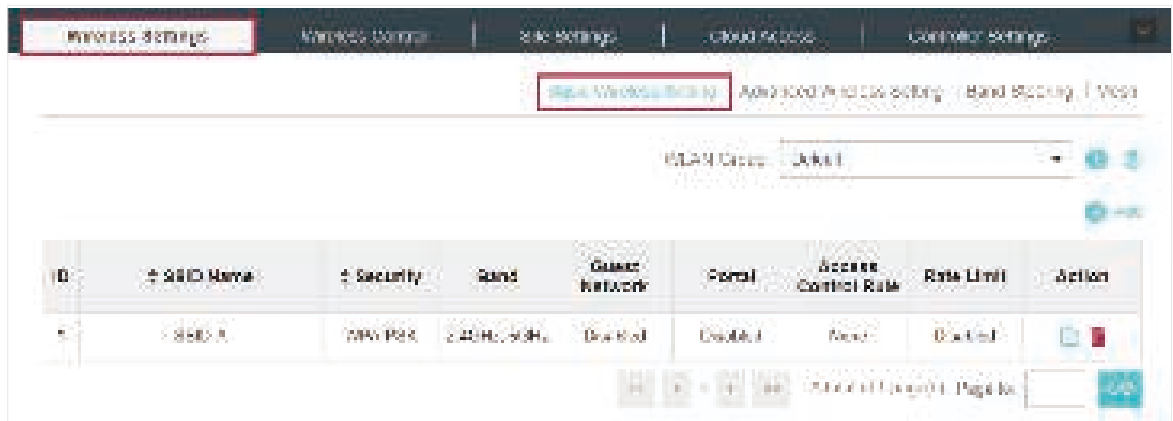 Wireless Settings Wireless Control Site Settings Cloud Access Controller Settings
Basic Wireless Setting Advanced Wireless Setting Band Steering Mesh
WLAN Group: Default
Add
ID SSID Name Security Band Guest Network Portal Access Control Rule Rate Limit Action
SSID A WPA-PSK 2.4GHz, 5GHz Disabled Disabled None Disabled
Page to: